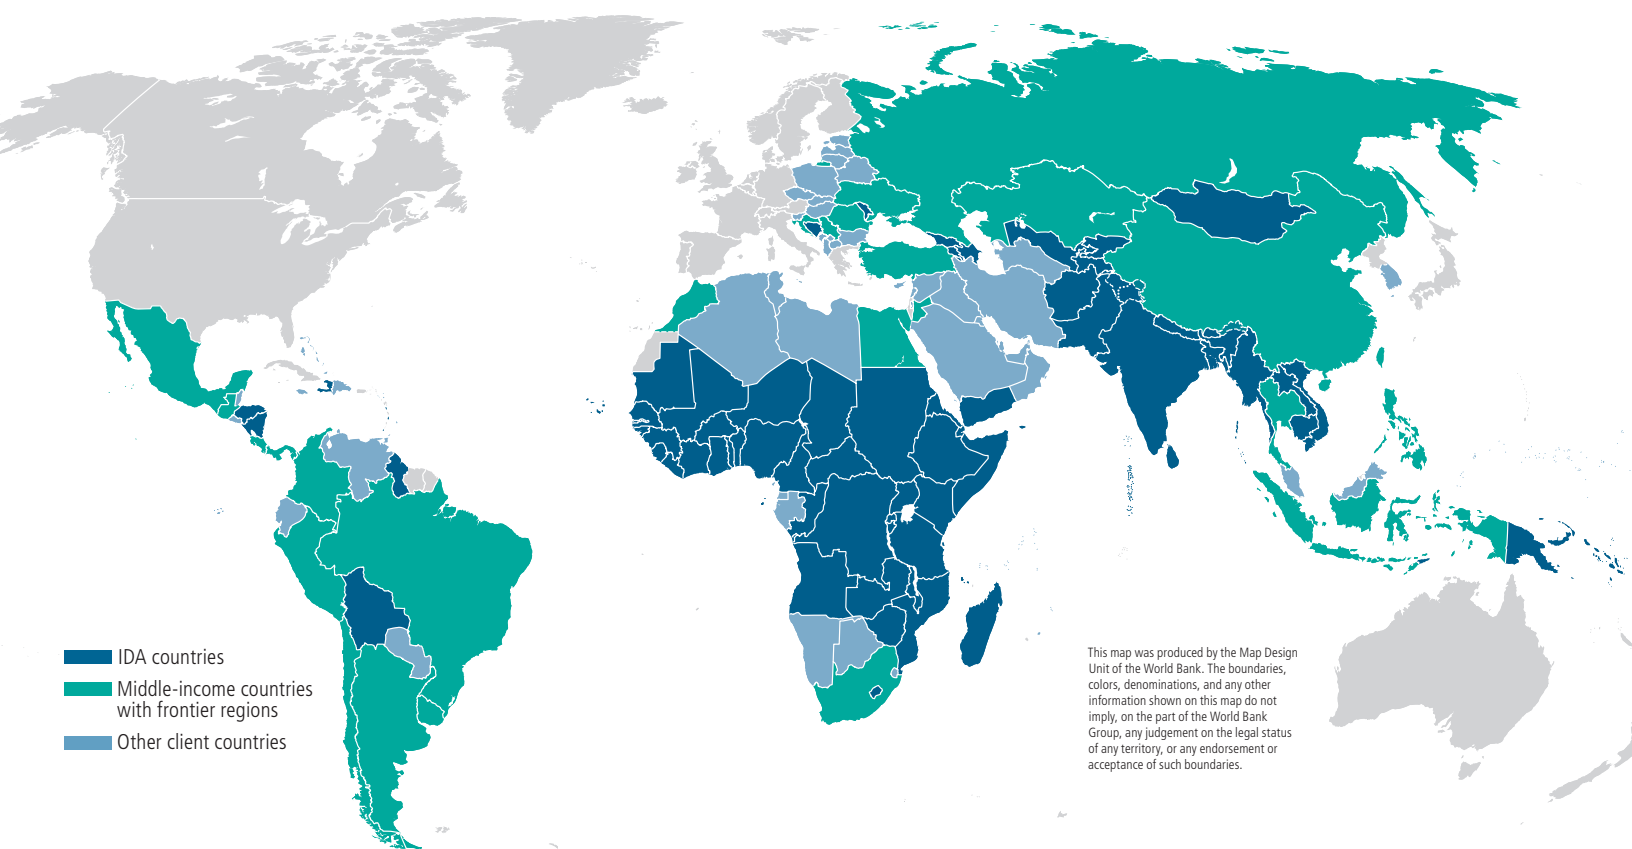 IDA countries
Middle-income countries
with frontier regions
Other client countries
This map was produced by the Map Design
Unit of the World Bank. The boundaries,
colors, denominations, and any other
information shown on this map do not
imply, on the part of the World Bank
Group, any judgement on the legal status
of any territory, or any endorsement or
acceptance of such boundaries.